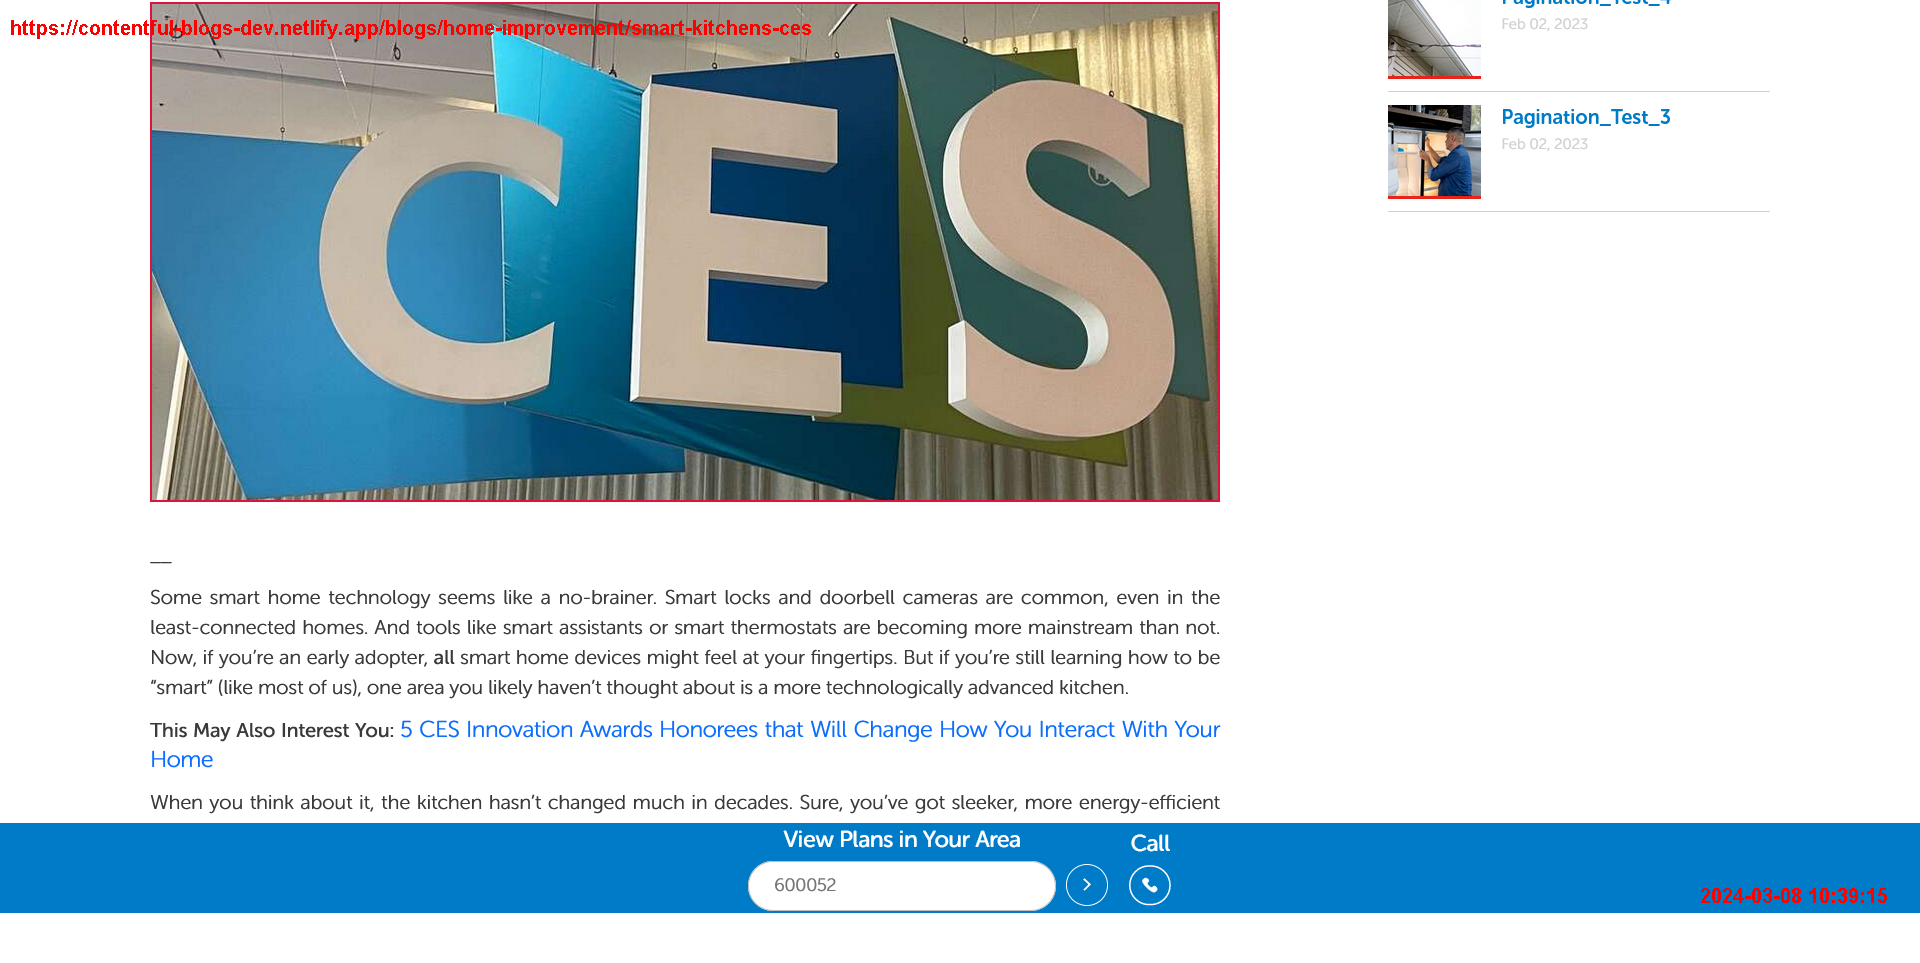 https://contentful-blogs-dev.netlify.app/blogs/home-improvement/smart-kitchens-ces
CES
Pagination_Test_4
Feb 02, 2023
Pagination_Test_3
Feb 02, 2023
—
Some smart home technology seems like a no-brainer. Smart locks and doorbell cameras are common, even in the
least-connected homes. And tools like smart assistants or smart thermostats are becoming more mainstream than not.
Now, if you’re an early adopter, all smart home devices might feel at your fingertips. But if you’re still learning how to be
“smart” (like most of us), one area you likely haven’t thought about is a more technologically advanced kitchen.
This May Also Interest You: 5 CES Innovation Awards Honorees that Will Change How You Interact With Your
Home
When you think about it, the kitchen hasn’t changed much in decades. Sure, you’ve got sleeker, more energy-efficient
View Plans in Your Area
Call
600052
2024-03-08 10:39:15